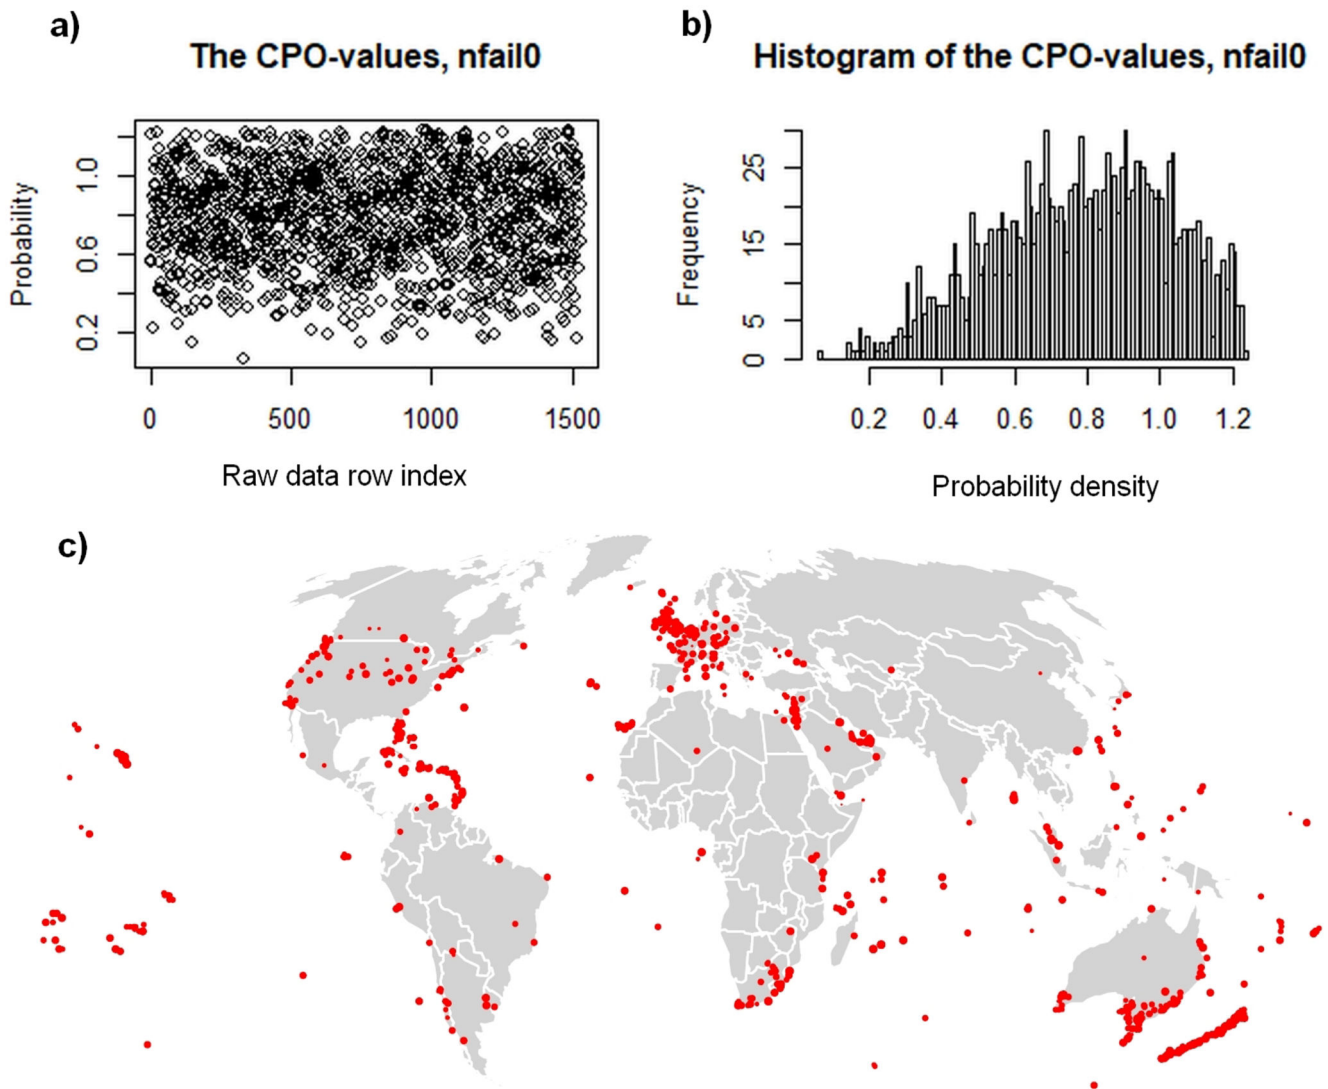 a)
The CPO-values, nfail0
Probability
0.2 0.6 1.0
0 500 1000 1500
Raw data row index
b)
Histogram of the CPO-values, nfail0
Frequency
0 5 15 25
0.2 0.4 0.6 0.8 1.0 1.2
Probability density
c)